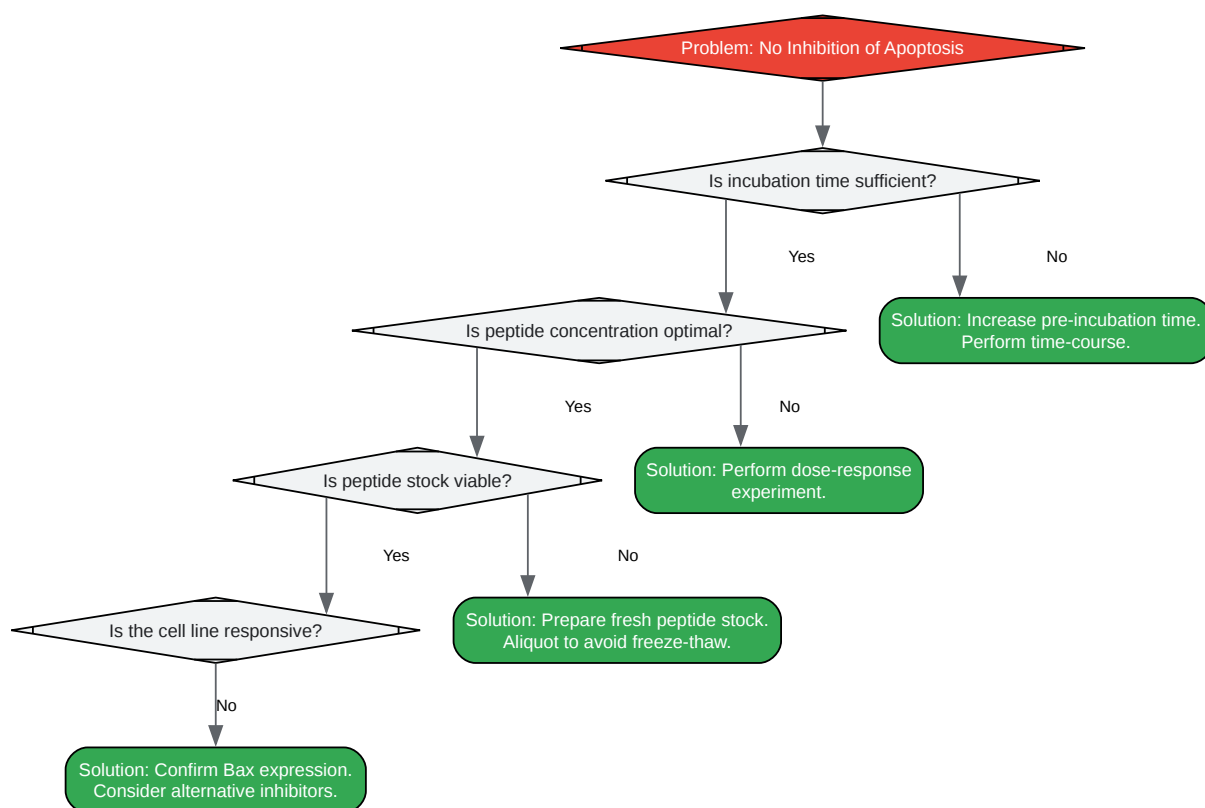 Problem: No Inhibition of Apoptosis
Is incubation time sufficient?
Yes
No
Solution: Increase pre-incubation time.
Perform time-course.
Is peptide concentration optimal?
Yes
No
Solution: Perform dose-response
experiment.
Is peptide stock viable?
Yes
No
Solution: Prepare fresh peptide stock.
Aliquot to avoid freeze-thaw.
Is the cell line responsive?
No
Solution: Confirm Bax expression.
Consider alternative inhibitors.